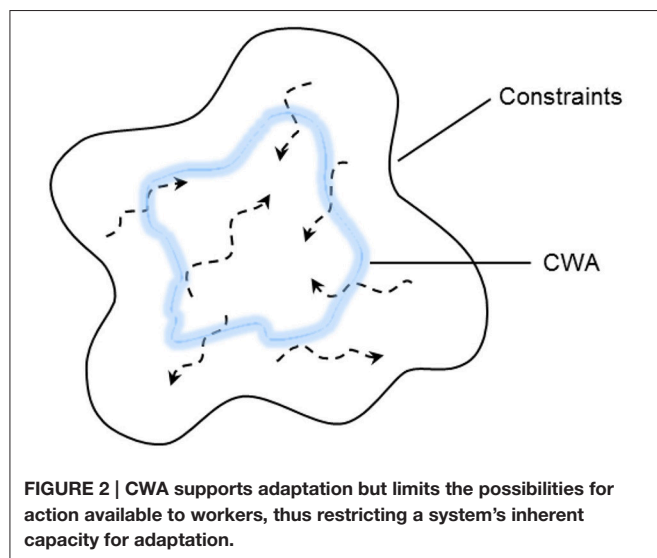 Constraints
CWA
FIGURE 2 | CWA supports adaptation but limits the possibilities for
action available to workers, thus restricting a system's inherent
capacity for adaptation.